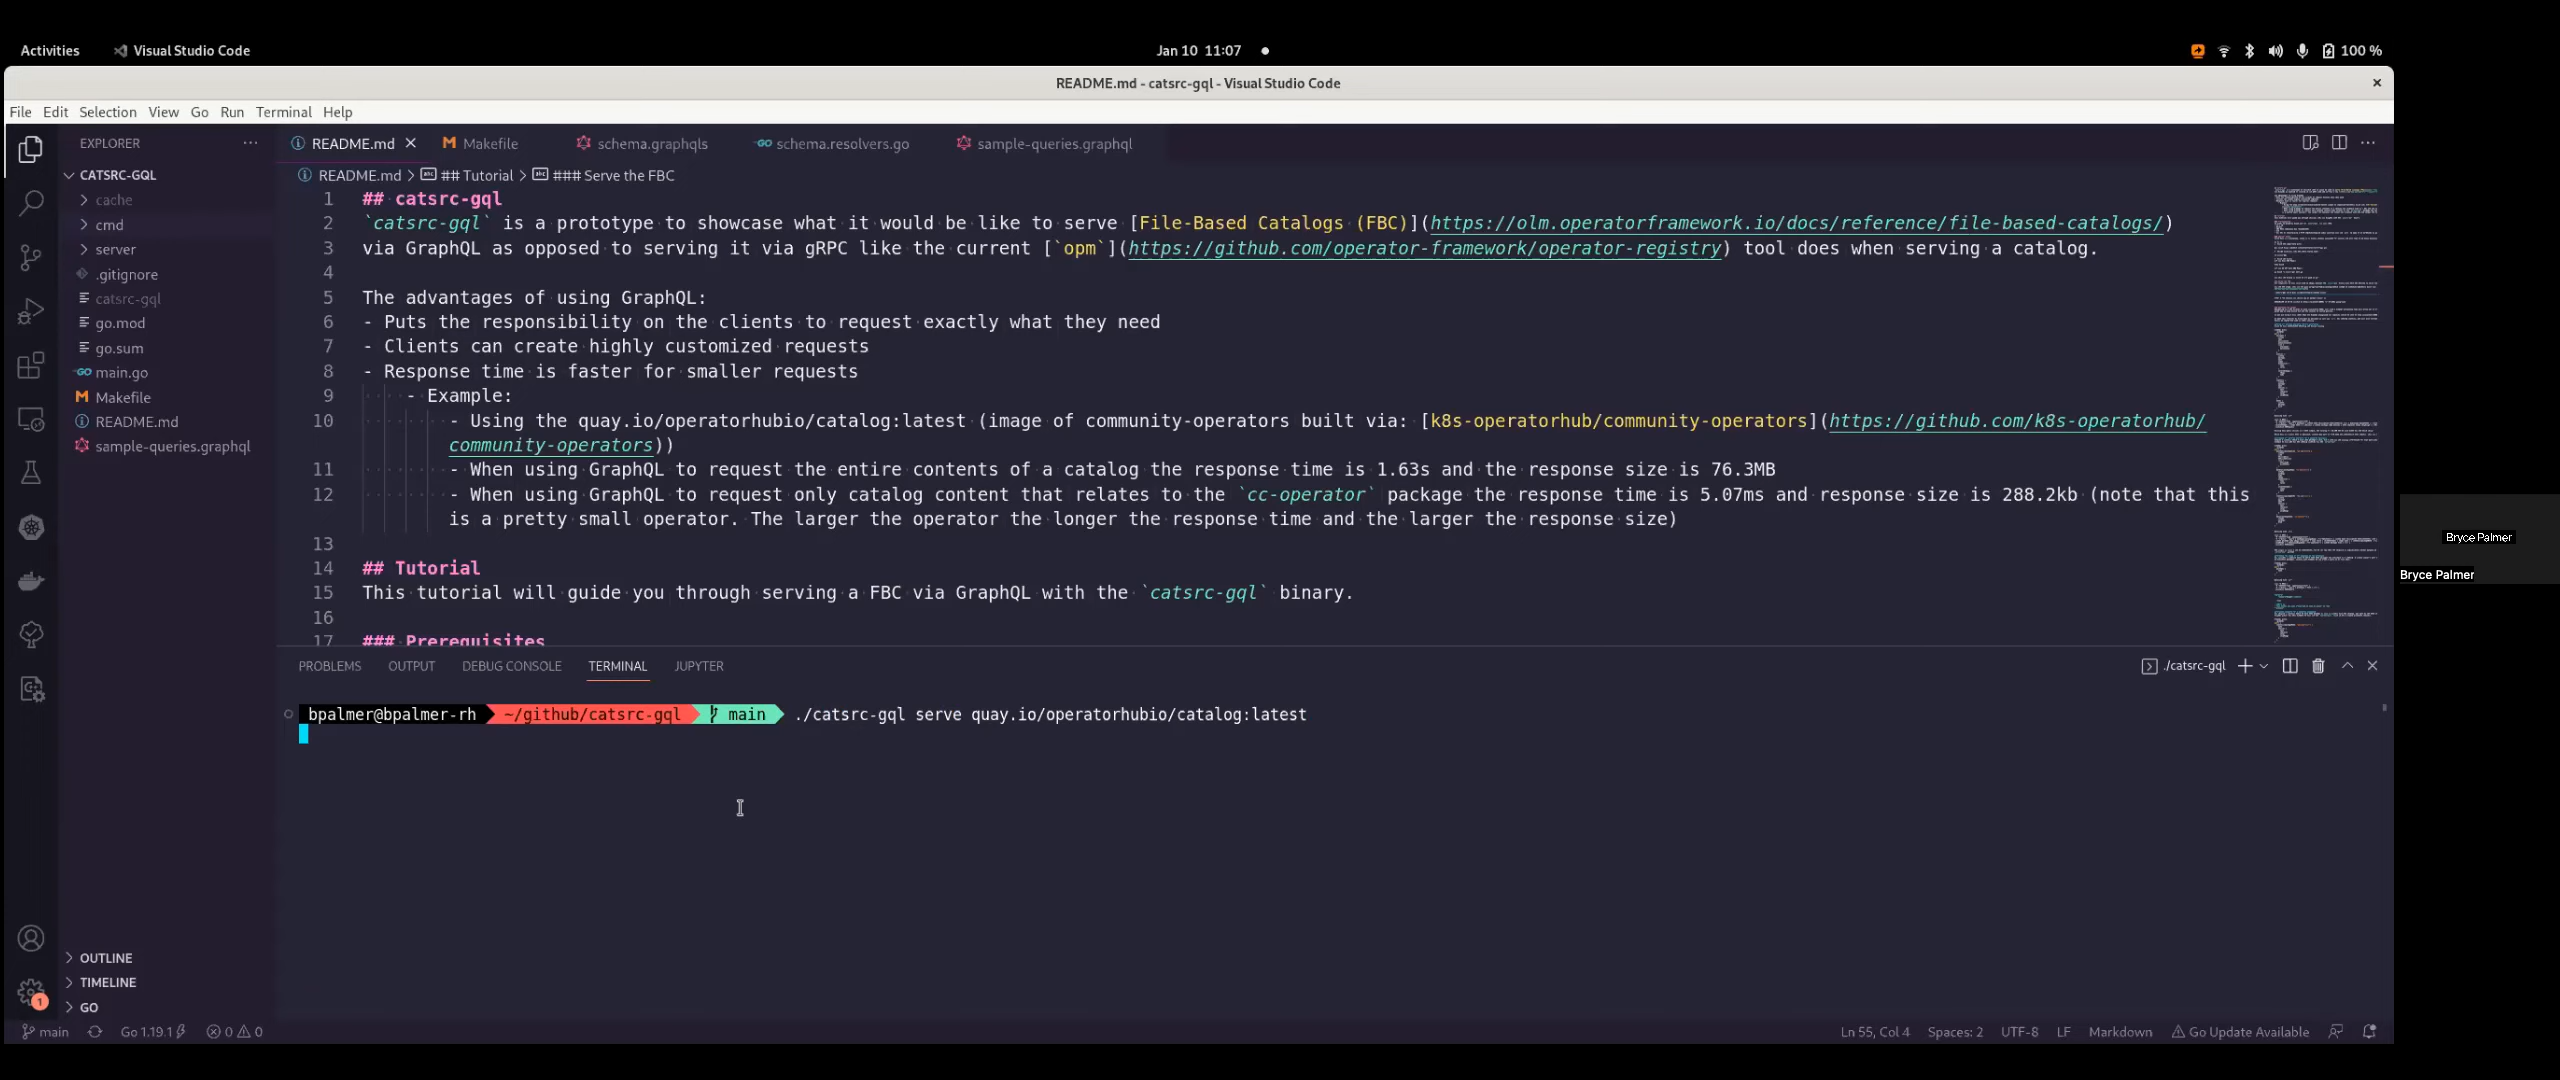 Activities
Visual Studio Code
Jan 10 11:07
100 %
README.md - catsrc-gql - Visual Studio Code
File Edit Selection View Go Run Terminal Help
EXPLORER
README.md
Makefile
schema.graphqls
schema.resolvers.go
sample-queries.graphql
CATSRC-GQL
cache
cmd
server
.gitignore
catsrc-gql
go.mod
go.sum
main.go
Makefile
README.md
sample-queries.graphql
OUTLINE
TIMELINE
GO
README.md > ## Tutorial > ### Serve the FBC
1 ## catsrc-gql
2 `catsrc-gql` is a prototype to showcase what it would be like to serve [File-Based Catalogs (FBC)](https://olm.operatorframework.io/docs/reference/file-based-catalogs/)
3 via GraphQL as opposed to serving it via gRPC like the current [`opm`](https://github.com/operator-framework/operator-registry) tool does when serving a catalog.
4
5 The advantages of using GraphQL:
6 - Puts the responsibility on the clients to request exactly what they need
7 - Clients can create highly customized requests
8 - Response time is faster for smaller requests
9 - Example:
10 - Using the quay.io/operatorhubio/catalog:latest (image of community-operators built via: [k8s-operatorhub/community-operators](https://github.com/k8s-operatorhub/
community-operators))
11 - When using GraphQL to request the entire contents of a catalog the response time is 1.63s and the response size is 76.3MB
12 - When using GraphQL to request only catalog content that relates to the `cc-operator` package the response time is 5.07ms and response size is 288.2kb (note that this
is a pretty small operator. The larger the operator the longer the response time and the larger the response size)
13
14 ## Tutorial
15 This tutorial will guide you through serving a FBC via GraphQL with the `catsrc-gql` binary.
16
17 ### Prerequisites
PROBLEMS OUTPUT DEBUG CONSOLE TERMINAL JUPYTER
./catsrc-gql
bpalmer@bpalmer-rh ~/github/catsrc-gql main ./catsrc-gql serve quay.io/operatorhubio/catalog:latest
Bryce Palmer
Bryce Palmer
1
main
Go 1.19.1
0 0
Ln 55, Col 4
Spaces: 2
UTF-8
LF
Markdown
Go Update Available